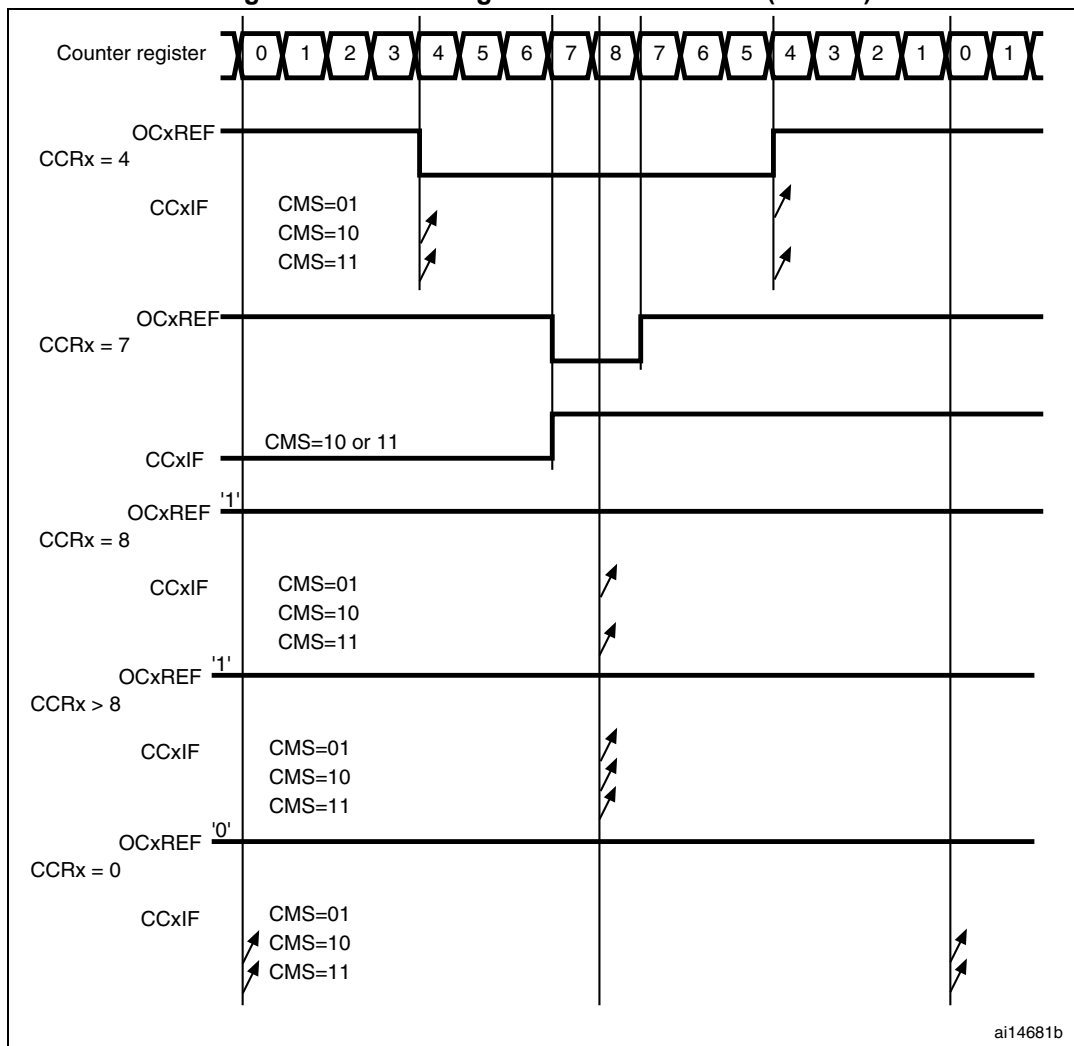 Counter register 0 1 2 3 4 5 6 7 8 7 6 5 4 3 2 1 0 1
OCxREF
CCRx = 4
CCxIF
CMS=01
CMS=10
CMS=11
OCxREF
CCRx = 7
CMS=10 or 11
CCxIF
'1'
OCxREF
CCRx = 8
CCxIF
CMS=01
CMS=10
CMS=11
'1'
OCxREF
CCRx > 8
CCxIF
CMS=01
CMS=10
CMS=11
'0'
OCxREF
CCRx = 0
CCxIF
CMS=01
CMS=10
CMS=11
ai14681b